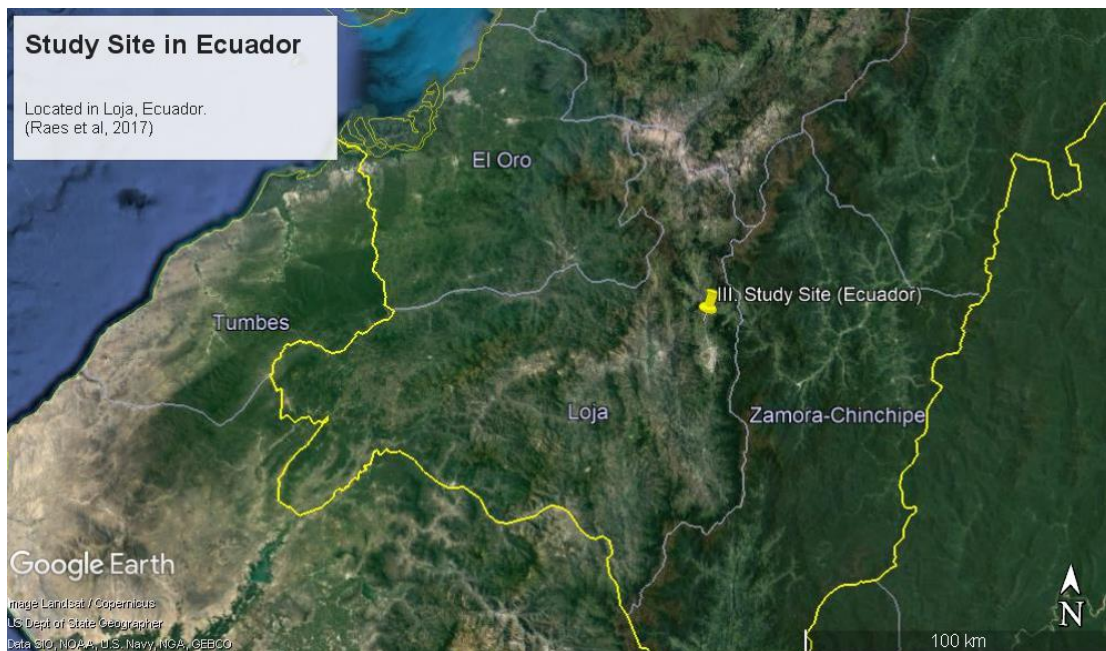 Study Site in Ecuador
Located in Loja, Ecuador.
(Raes et al, 2017)
El Oro
III. Study Site (Ecuador)
Tumbes
Loja
Zamora-Chinchipe
Google Earth
Image Landsat / Copernicus
US Dept of State Geographer
Data SIO, NOAA, U.S. Navy, NGA, GEBCO
N
100 km